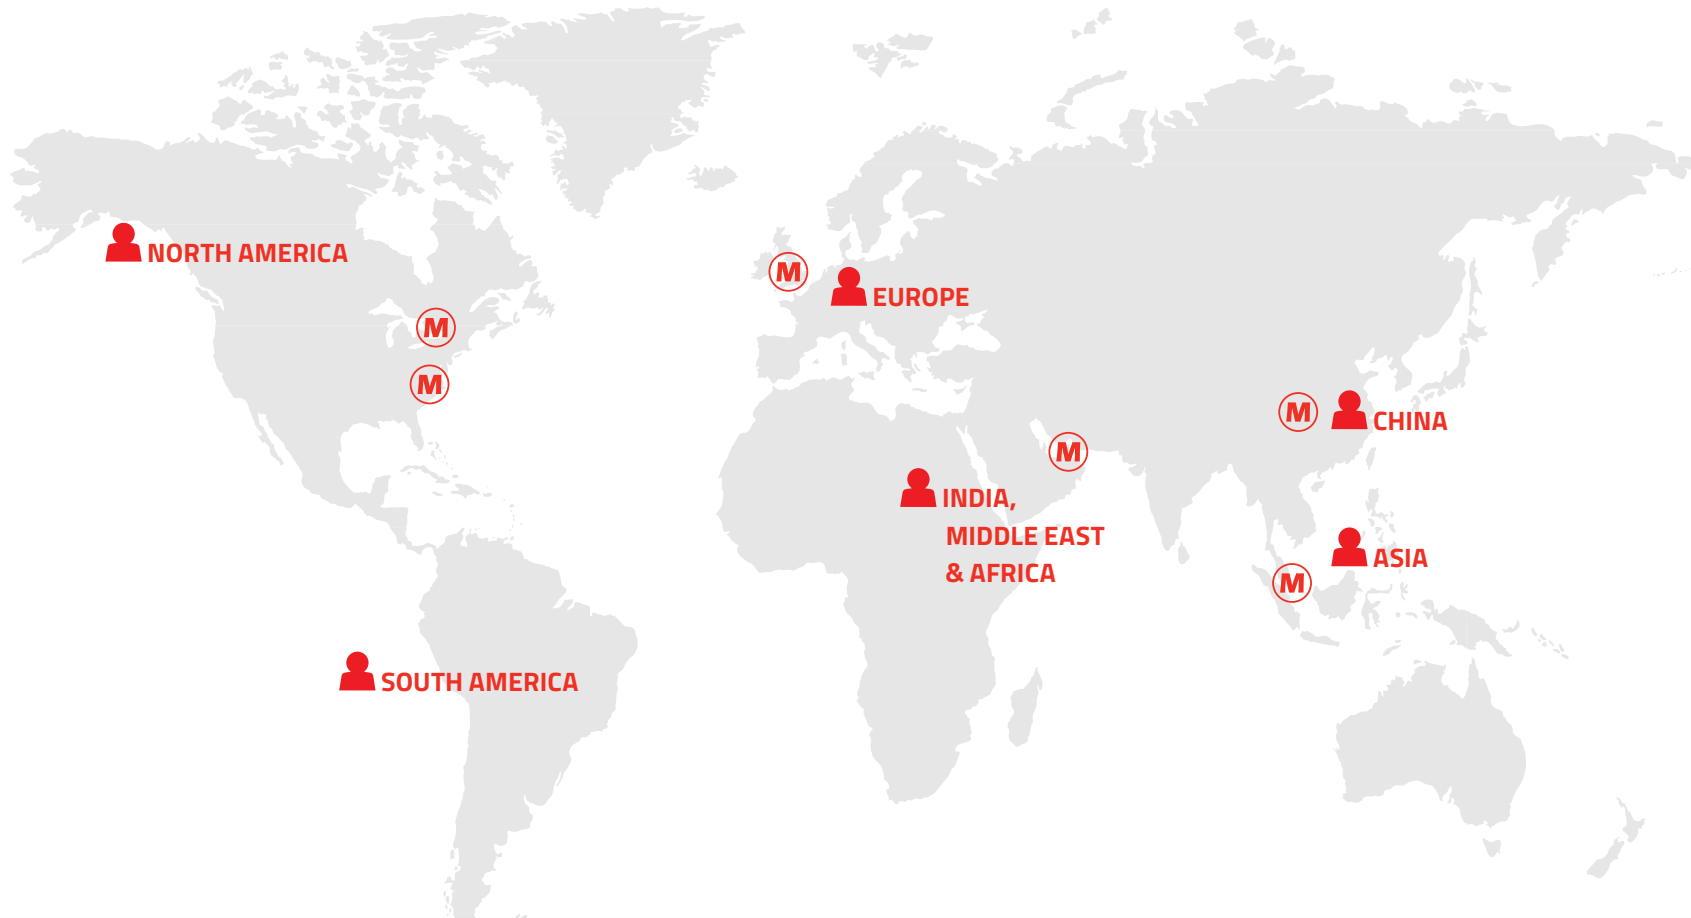 NORTH AMERICA
M
EUROPE
M
M
M
CHINA
M
INDIA,
MIDDLE EAST
& AFRICA
ASIA
M
SOUTH AMERICA